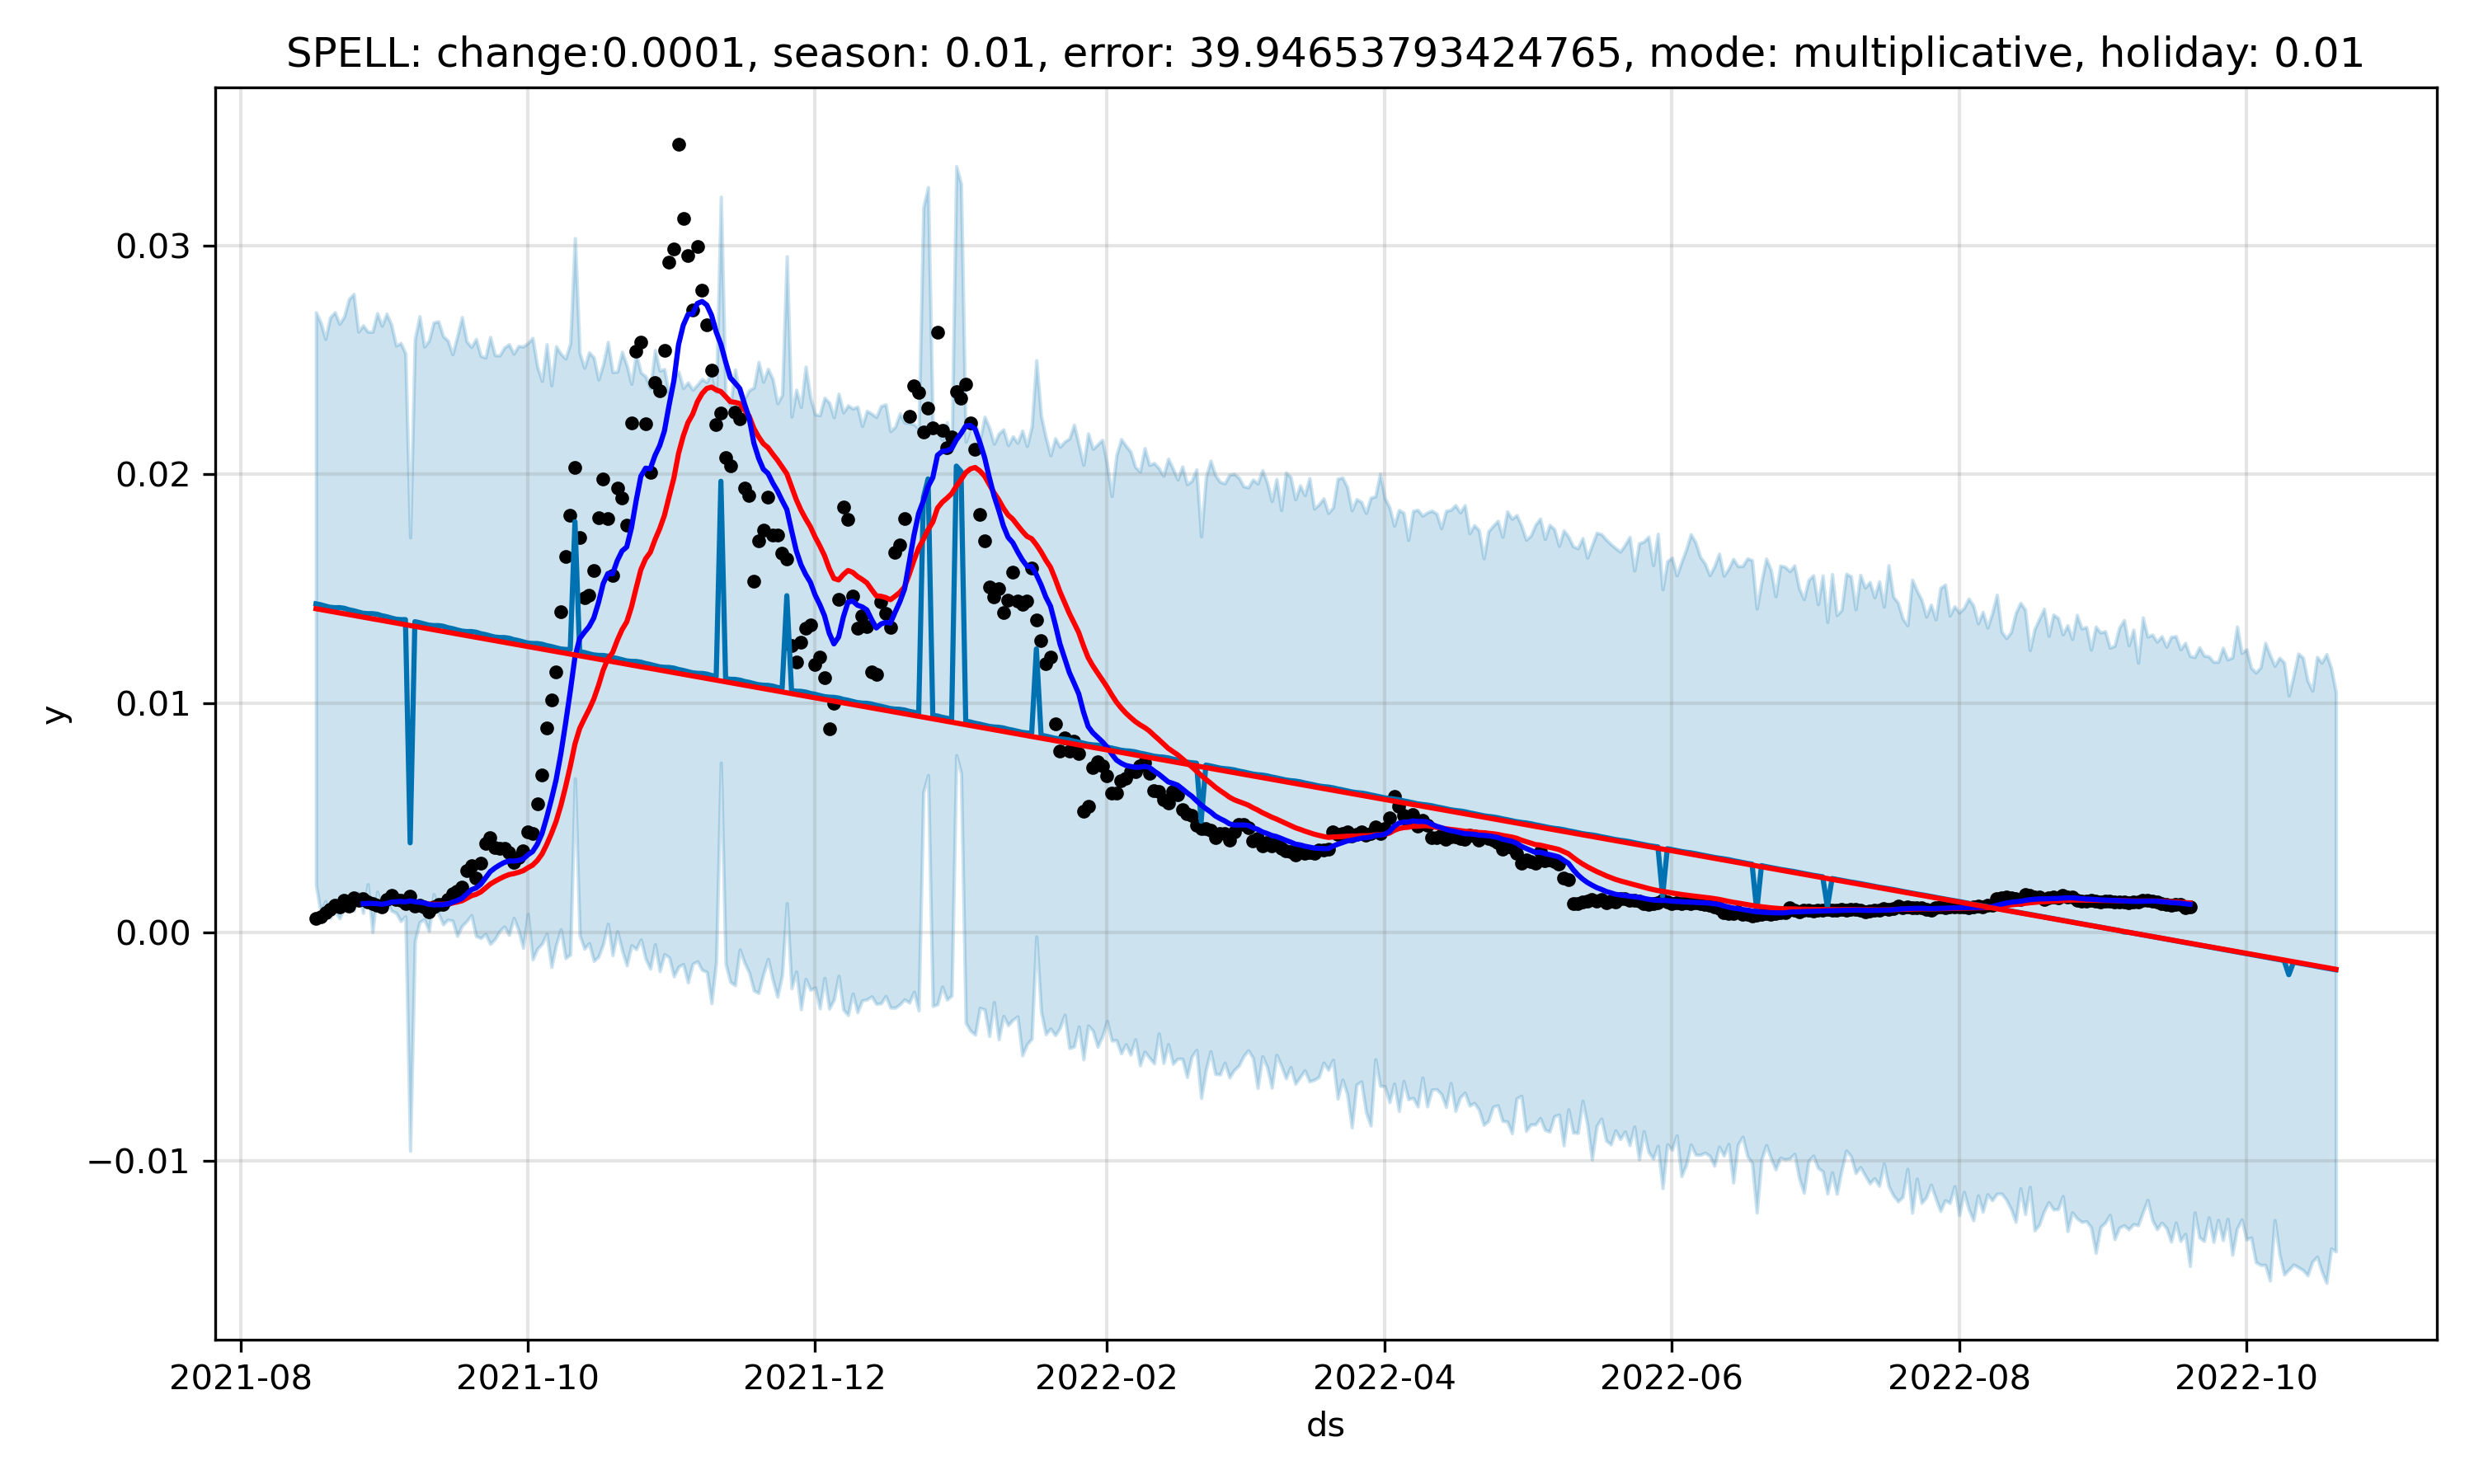 SPELL: change:0.0001, season: 0.01, error: 39.94653793424765, mode: multiplicative, holiday: 0.01
y
0.03
0.02
0.01
0.00
−0.01
2021-08 2021-10 2021-12 2022-02 2022-04 2022-06 2022-08 2022-10
ds